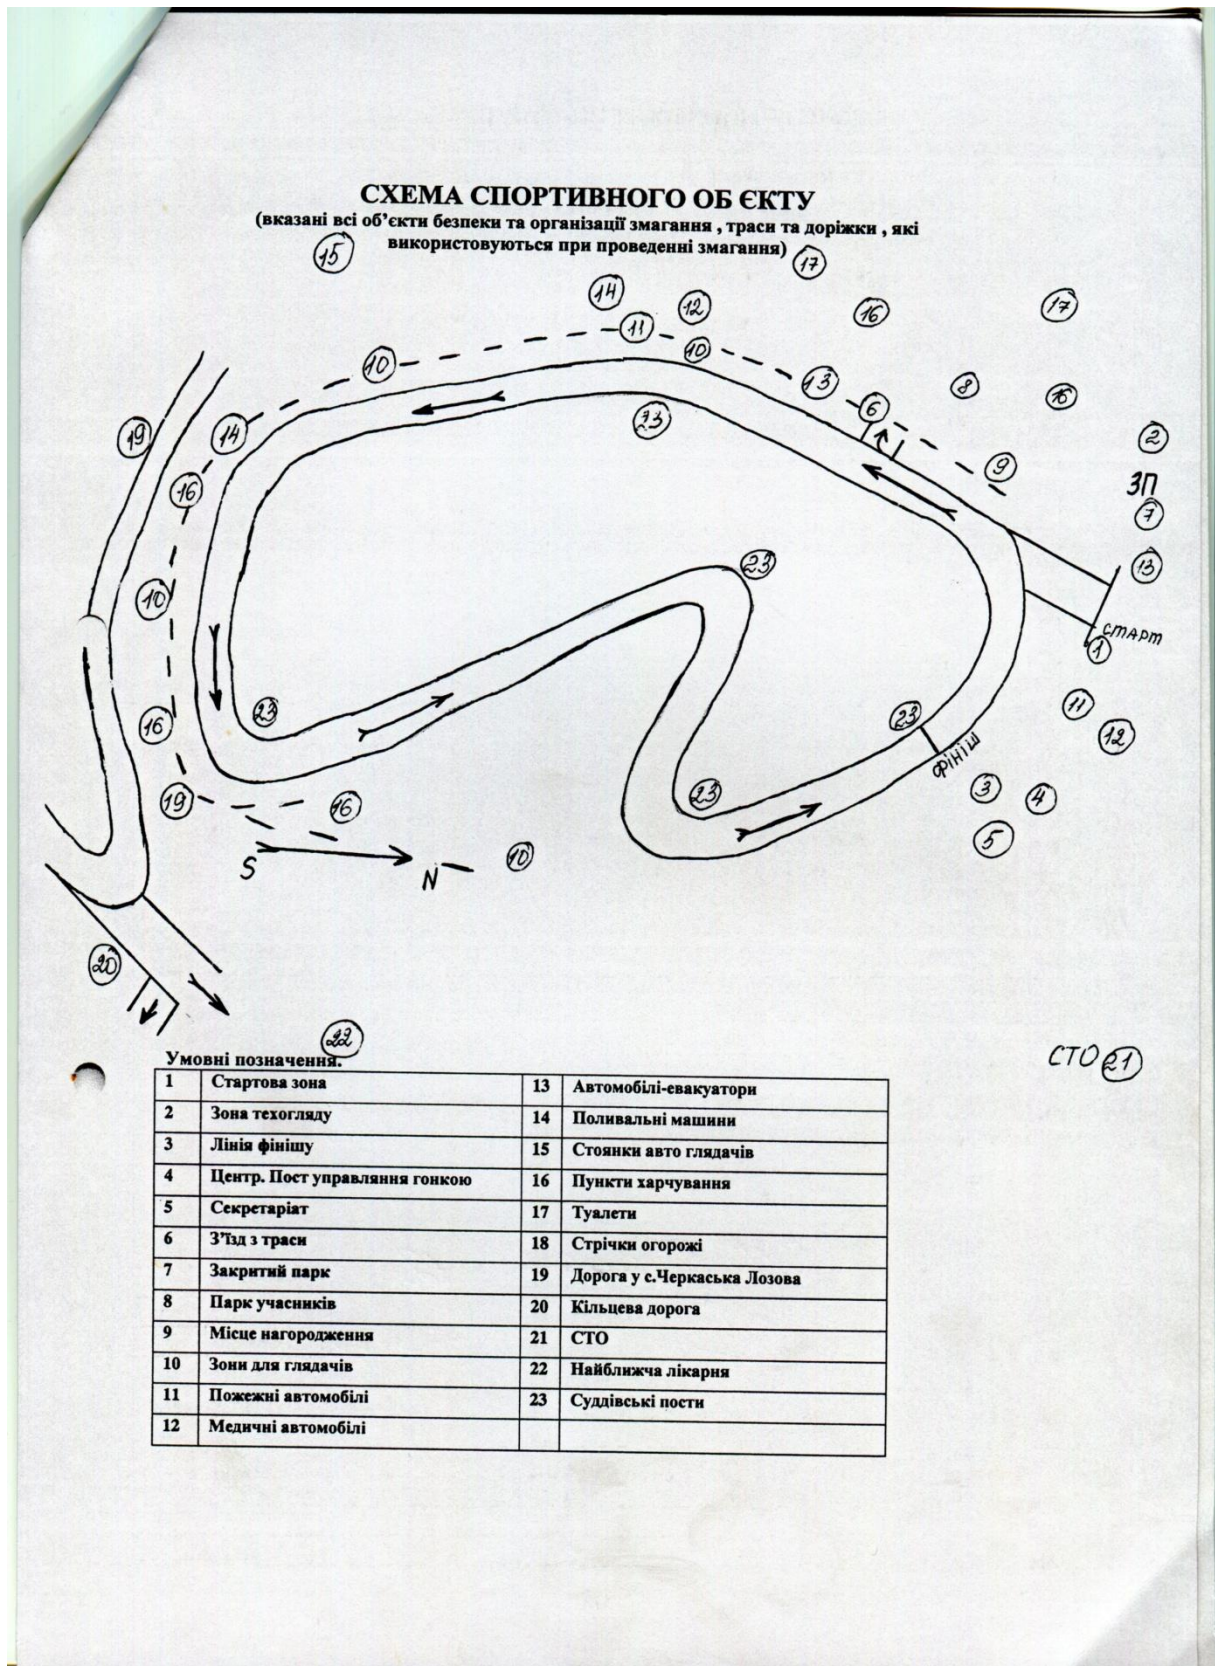 СХЕМА СПОРТИВНОГО ОБ ЄКТУ
(вказані всі об’єкти безпеки та організації змагання , траси та доріжки , які
використовуються при проведенні змагання)
15
17
14
12
16
17
11
10
10
13
8
16
6
23
19
14
2
9
ЗП
16
7
23
13
10
СТАРТ
1
23
16
23
11
12
ФІНІШ
19
16
23
3
4
5
S
N
10
20
22
СТО 21
Умовні позначення.
1 Стартова зона 13 Автомобілі-евакуатори
2 Зона техогляду 14 Поливальні машини
3 Лінія фінішу 15 Стоянки авто глядачів
4 Центр. Пост управляння гонкою 16 Пункти харчування
5 Секретаріат 17 Туалети
6 З’їзд з траси 18 Стрічки огорожі
7 Закритий парк 19 Дорога у с.Черкаська Лозова
8 Парк учасників 20 Кільцева дорога
9 Місце нагородження 21 СТО
10 Зони для глядачів 22 Найближча лікарня
11 Пожежні автомобілі 23 Суддівські пости
12 Медичні автомобілі